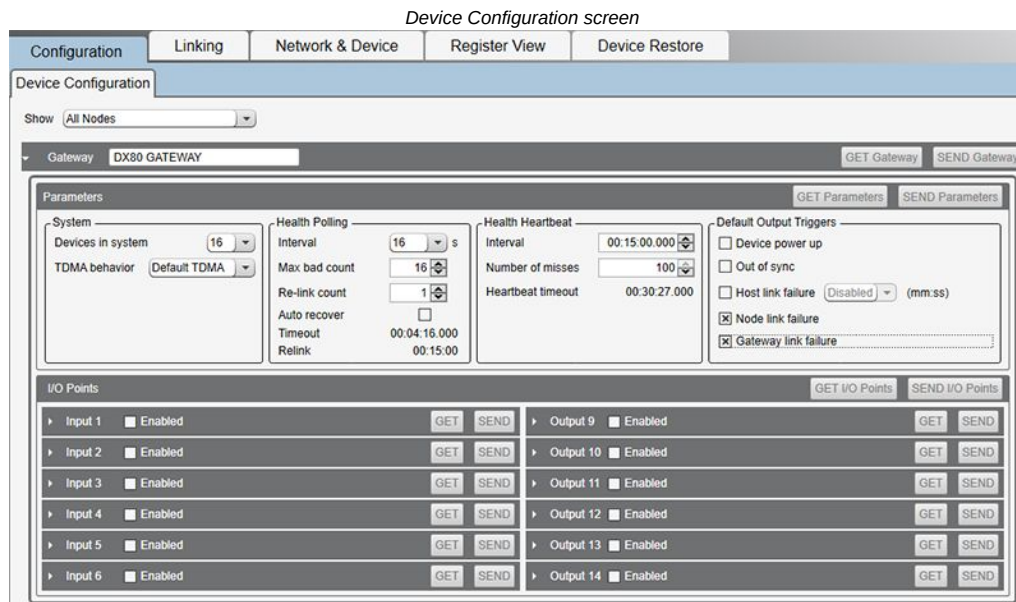 Device Configuration screen
Configuration Linking Network & Device Register View Device Restore
Device Configuration
Show All Nodes
Gateway DX80 GATEWAY GET Gateway SEND Gateway
Parameters GET Parameters SEND Parameters
System
Devices in system 16
TDMA behavior Default TDMA
Health Polling
Interval 16 s
Max bad count 16
Re-link count 1
Auto recover
Timeout 00:04:16.000
Relink 00:15:00
Health Heartbeat
Interval 00:15:00.000
Number of misses 100
Heartbeat timeout 00:30:27.000
Default Output Triggers
Device power up
Out of sync
Host link failure Disabled (mm:ss)
Node link failure
Gateway link failure
I/O Points GET I/O Points SEND I/O Points
Input 1 Enabled GET SEND Output 9 Enabled GET SEND
Input 2 Enabled GET SEND Output 10 Enabled GET SEND
Input 3 Enabled GET SEND Output 11 Enabled GET SEND
Input 4 Enabled GET SEND Output 12 Enabled GET SEND
Input 5 Enabled GET SEND Output 13 Enabled GET SEND
Input 6 Enabled GET SEND Output 14 Enabled GET SEND